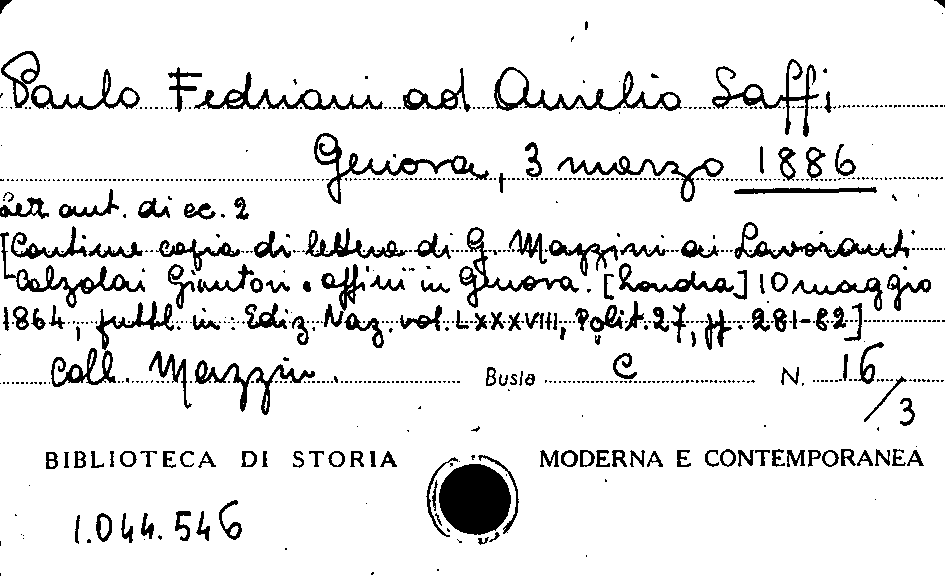 Paulo Fedriani ad Aurelio Saffi
Genova, 3 marzo 1886
Lett. aut. di cc. 2
[Contiene copia di lettera di G. Mazzini ai Lavoranti
Calzolai Giuntori e affini in Genova. [Londra] 10 maggio
1864, pubbl. in: Ediz. Naz. vol. LXXXVIII, Polit. 27, pp. 281-82]
Coll. Mazzin. Busta C N. 16/3
BIBLIOTECA DI STORIA MODERNA E CONTEMPORANEA
1.044.546